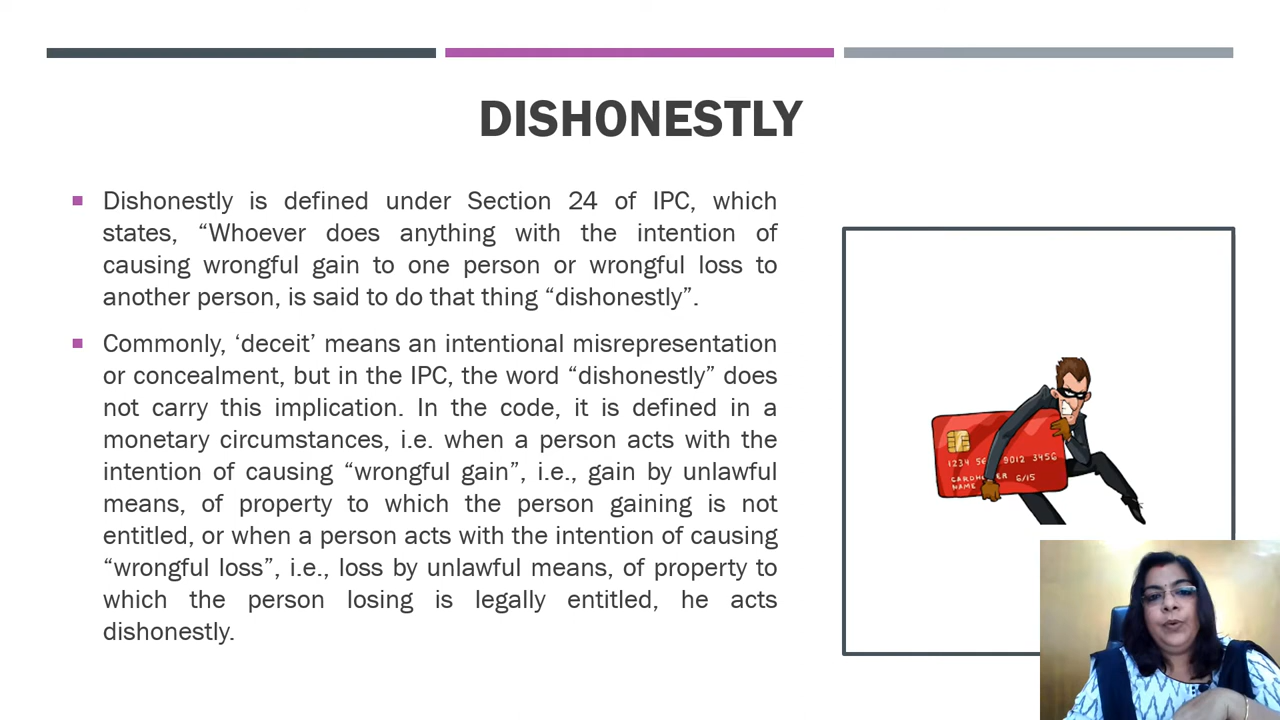 DISHONESTLY
Dishonestly is defined under Section 24 of IPC, which
states, “Whoever does anything with the intention of
causing wrongful gain to one person or wrongful loss to
another person, is said to do that thing “dishonestly”.
Commonly, ‘deceit’ means an intentional misrepresentation
or concealment, but in the IPC, the word “dishonestly” does
not carry this implication. In the code, it is defined in a
monetary circumstances, i.e. when a person acts with the
intention of causing “wrongful gain”, i.e., gain by unlawful
means, of property to which the person gaining is not
entitled, or when a person acts with the intention of causing
“wrongful loss”, i.e., loss by unlawful means, of property to
which the person losing is legally entitled, he acts
dishonestly.
1234 9012 3456
6/15
NAME